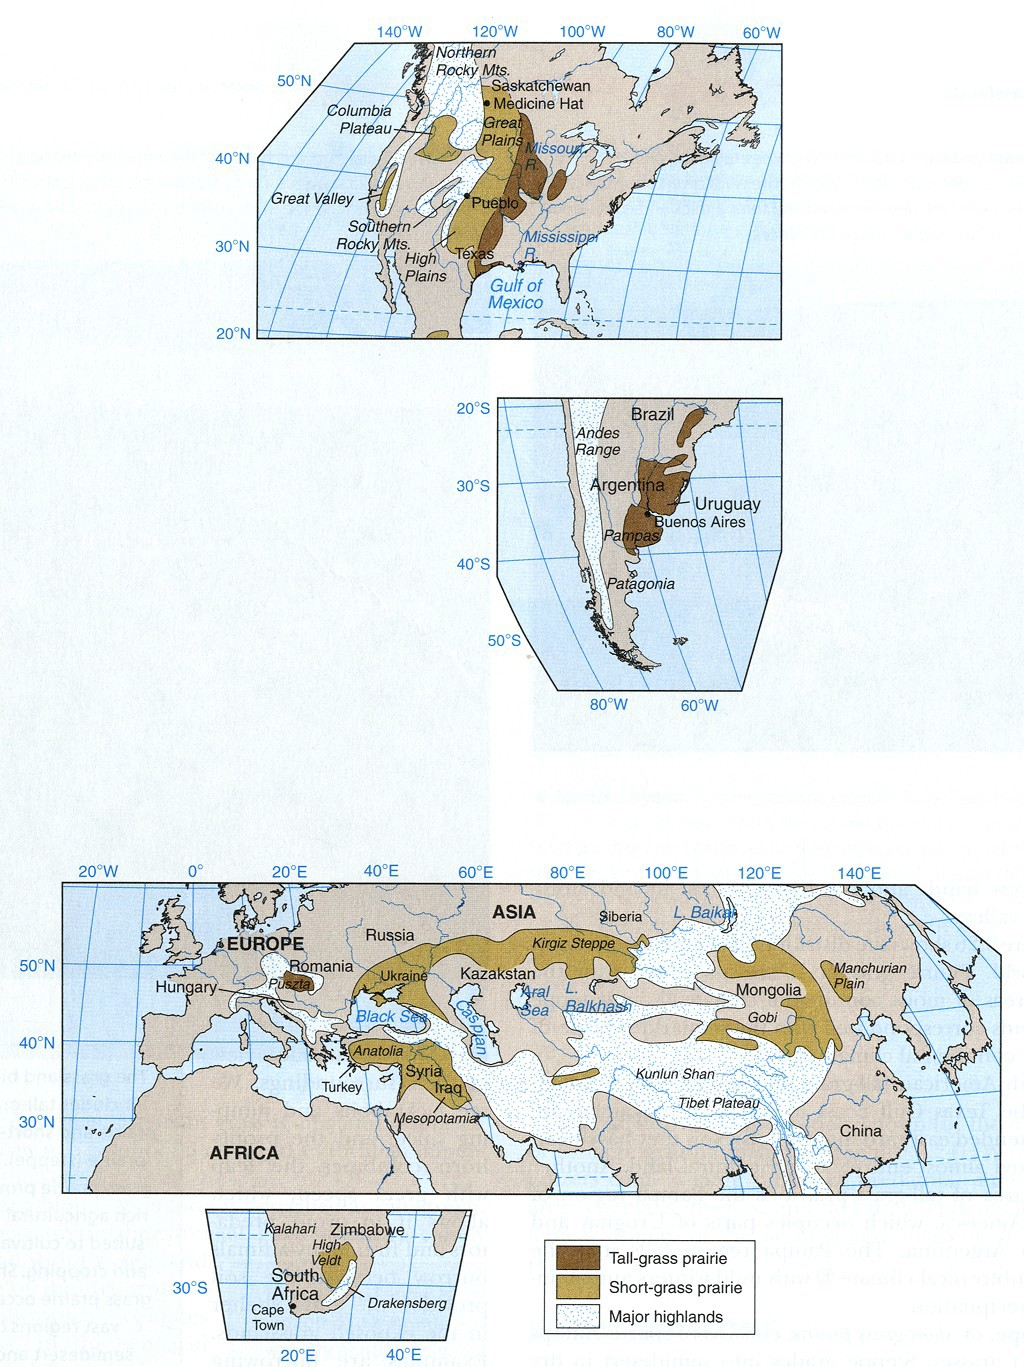 140°W 120°W 100°W 80°W 60°W
50°N
40°N
30°N
20°N
Northern
Rocky Mts.
Saskatchewan
Medicine Hat
Columbia
Plateau
Great
Plains
Missouri
R.
Great Valley
Pueblo
Southern
Rocky Mts.
Mississippi
R.
High
Plains
Texas
Gulf of
Mexico
20°S
30°S
40°S
50°S
Brazil
Andes
Range
Argentina
Uruguay
Buenos Aires
Pampas
Patagonia
80°W 60°W
20°W 0° 20°E 40°E 60°E 80°E 100°E 120°E 140°E
50°N
40°N
30°N
ASIA
Siberia
L. Baikal
Russia
EUROPE
Kirgiz Steppe
Romania
Ukraine
Kazakstan
Manchurian
Plain
Hungary
Puszta
Mongolia
Aral
Sea
L.
Balkhash
Black Sea
Caspian
Gobi
Anatolia
Syria
Iraq
Turkey
Kunlun Shan
Mesopotamia
Tibet Plateau
China
AFRICA
Kalahari
Zimbabwe
High
Veldt
30°S
South
Africa
Cape
Town
Drakensberg
20°E 40°E
Tall-grass prairie
Short-grass prairie
Major highlands